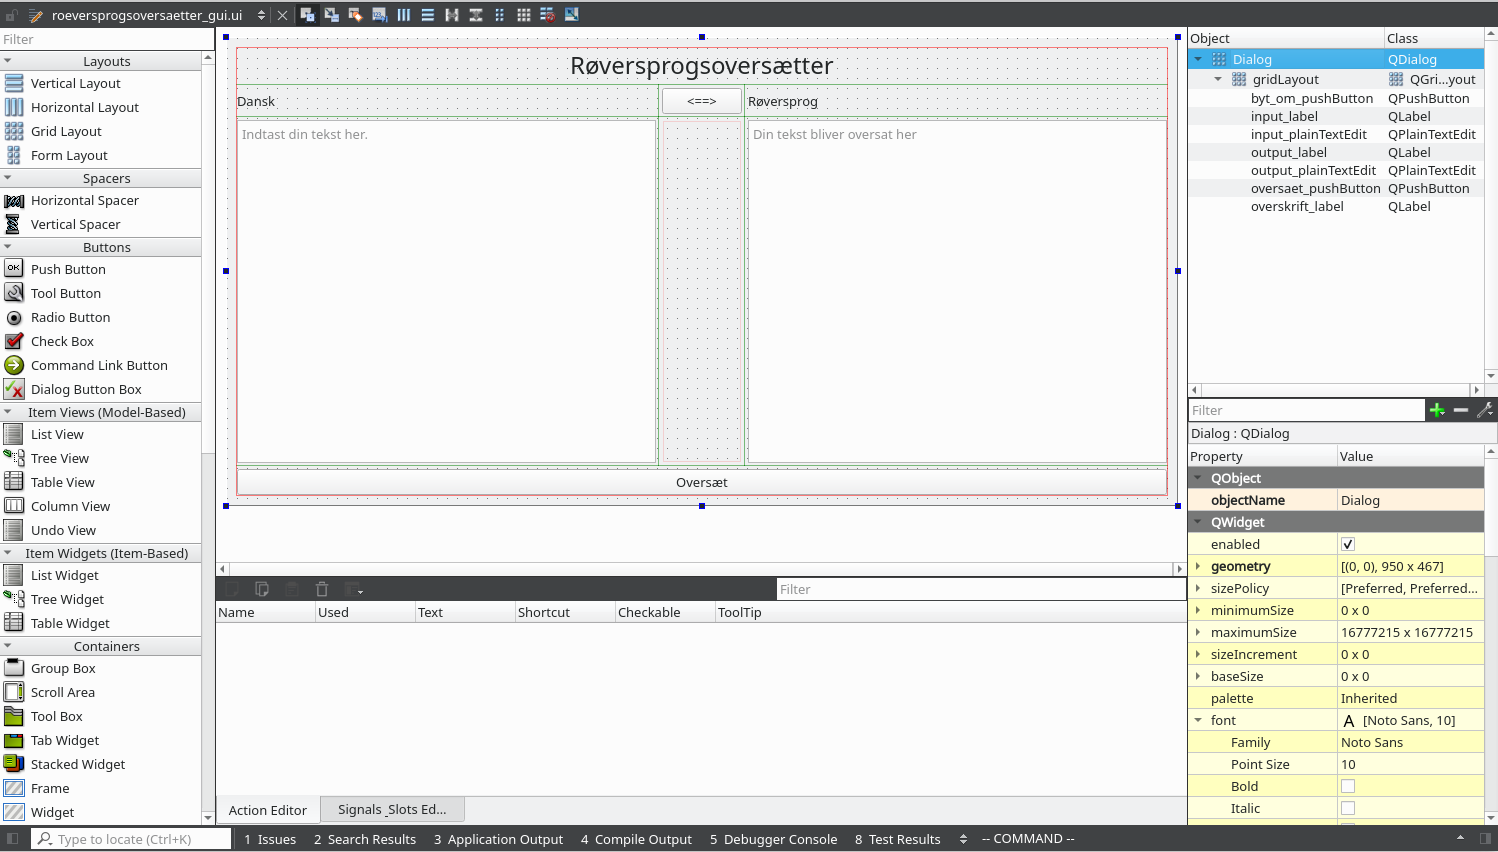 roeversprogsoversaetter_gui.ui
Filter
Layouts
Vertical Layout
Horizontal Layout
Grid Layout
Form Layout
Spacers
Horizontal Spacer
Vertical Spacer
Buttons
OK
Push Button
Tool Button
Radio Button
Check Box
Command Link Button
Dialog Button Box
Item Views (Model-Based)
List View
Tree View
Table View
Column View
Undo View
Item Widgets (Item-Based)
List Widget
Tree Widget
Table Widget
Containers
Group Box
Scroll Area
Tool Box
Tab Widget
Stacked Widget
Frame
Widget
Røversprogsoversætter
Dansk
<==>
Røversprog
Indtast din tekst her.
Din tekst bliver oversat her
Oversæt
Filter
Name Used Text Shortcut Checkable ToolTip
Action Editor
Signals _Slots Ed...
Object Class
Dialog QDialog
gridLayout QGri...yout
byt_om_pushButton QPushButton
input_label QLabel
input_plainTextEdit QPlainTextEdit
output_label QLabel
output_plainTextEdit QPlainTextEdit
oversaet_pushButton QPushButton
overskrift_label QLabel
Filter
Dialog : QDialog
Property Value
QObject
objectName Dialog
QWidget
enabled
geometry [(0, 0), 950 x 467]
sizePolicy [Preferred, Preferred...
minimumSize 0 x 0
maximumSize 16777215 x 16777215
sizeIncrement 0 x 0
baseSize 0 x 0
palette Inherited
font A [Noto Sans, 10]
Family Noto Sans
Point Size 10
Bold
Italic
Type to locate (Ctrl+K)
1 Issues
2 Search Results
3 Application Output
4 Compile Output
5 Debugger Console
8 Test Results
-- COMMAND --